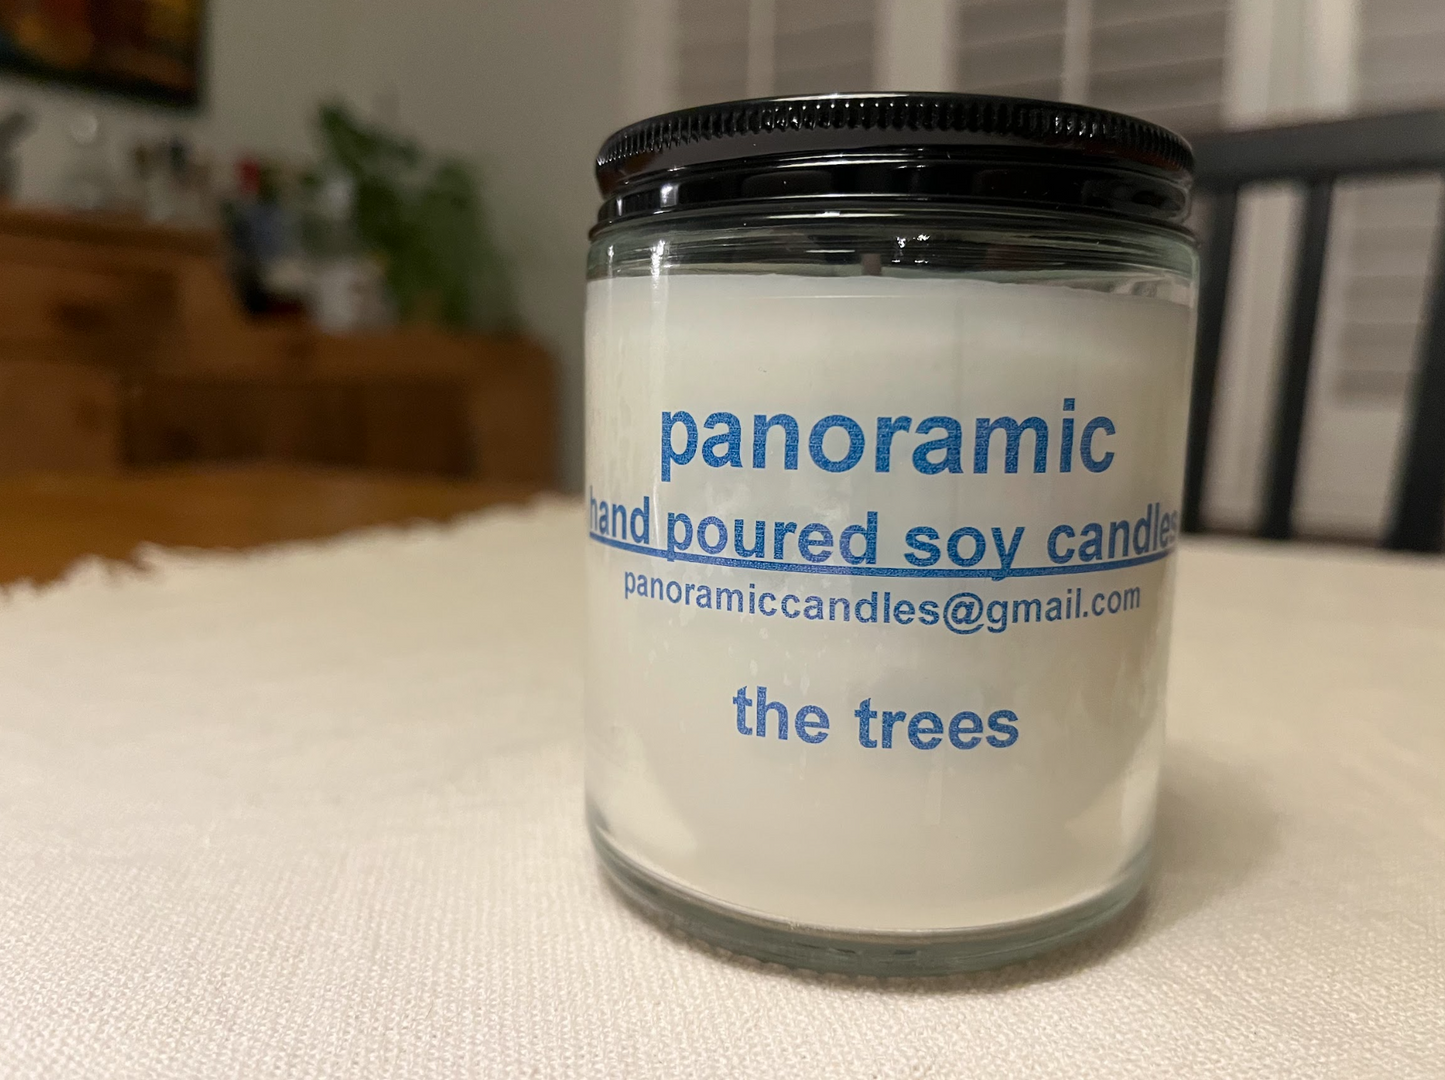 panoramic
hand poured soy candles
panoramiccandles@gmail.com
the trees